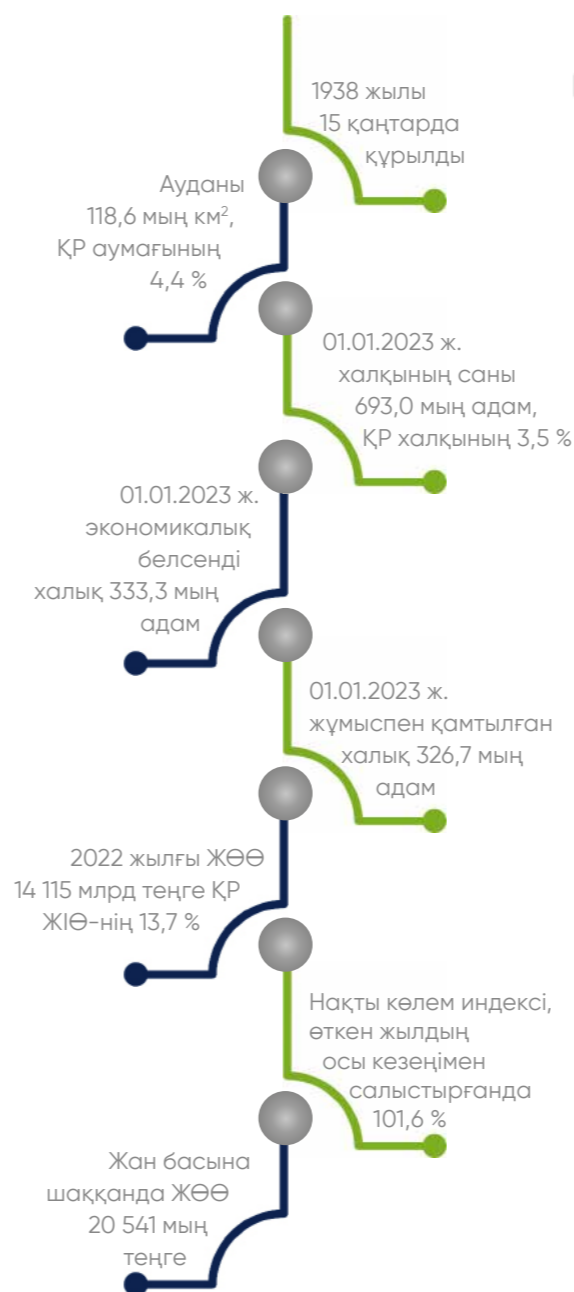 1938 жылы
15 қаңтарда
құрылды
Ауданы
118,6 мың км²,
ҚР аумағының
4,4 %
01.01.2023 ж.
халқының саны
693,0 мың адам,
ҚР халқының 3,5 %
01.01.2023 ж.
экономикалық
белсенді
халық 333,3 мың
адам
01.01.2023 ж.
жұмыспен қамтылған
халық 326,7 мың
адам
2022 жылғы ЖӨӨ
14 115 млрд теңге ҚР
ЖІӨ-нің 13,7 %
Нақты көлем индексі,
өткен жылдың
осы кезеңімен
салыстырғанда
101,6 %
Жан басына
шаққанда ЖӨӨ
20 541 мың
теңге